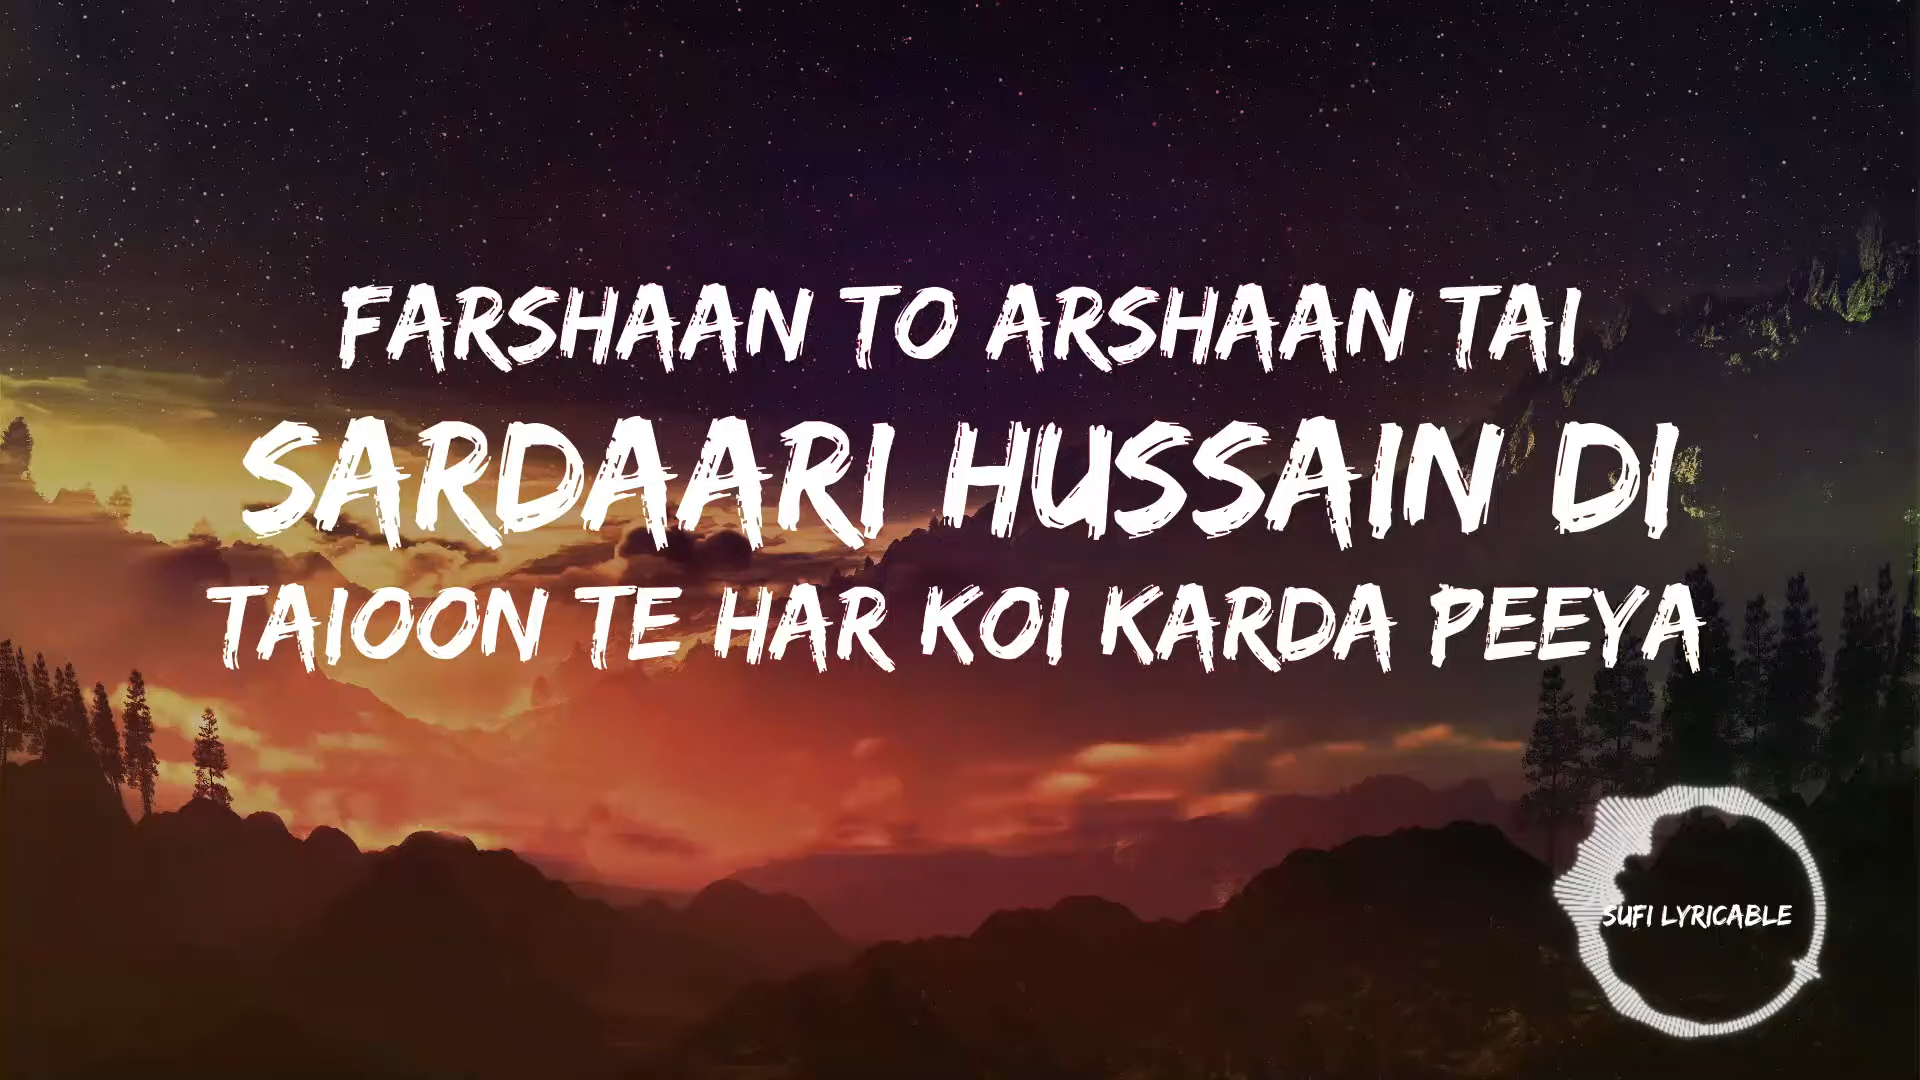 FARSHAAN TO ARSHAAN TAI
SARDAARI HUSSAIN DI
TAIOON TE HAR KOI KARDA PEEYA
SUFI LYRICABLE